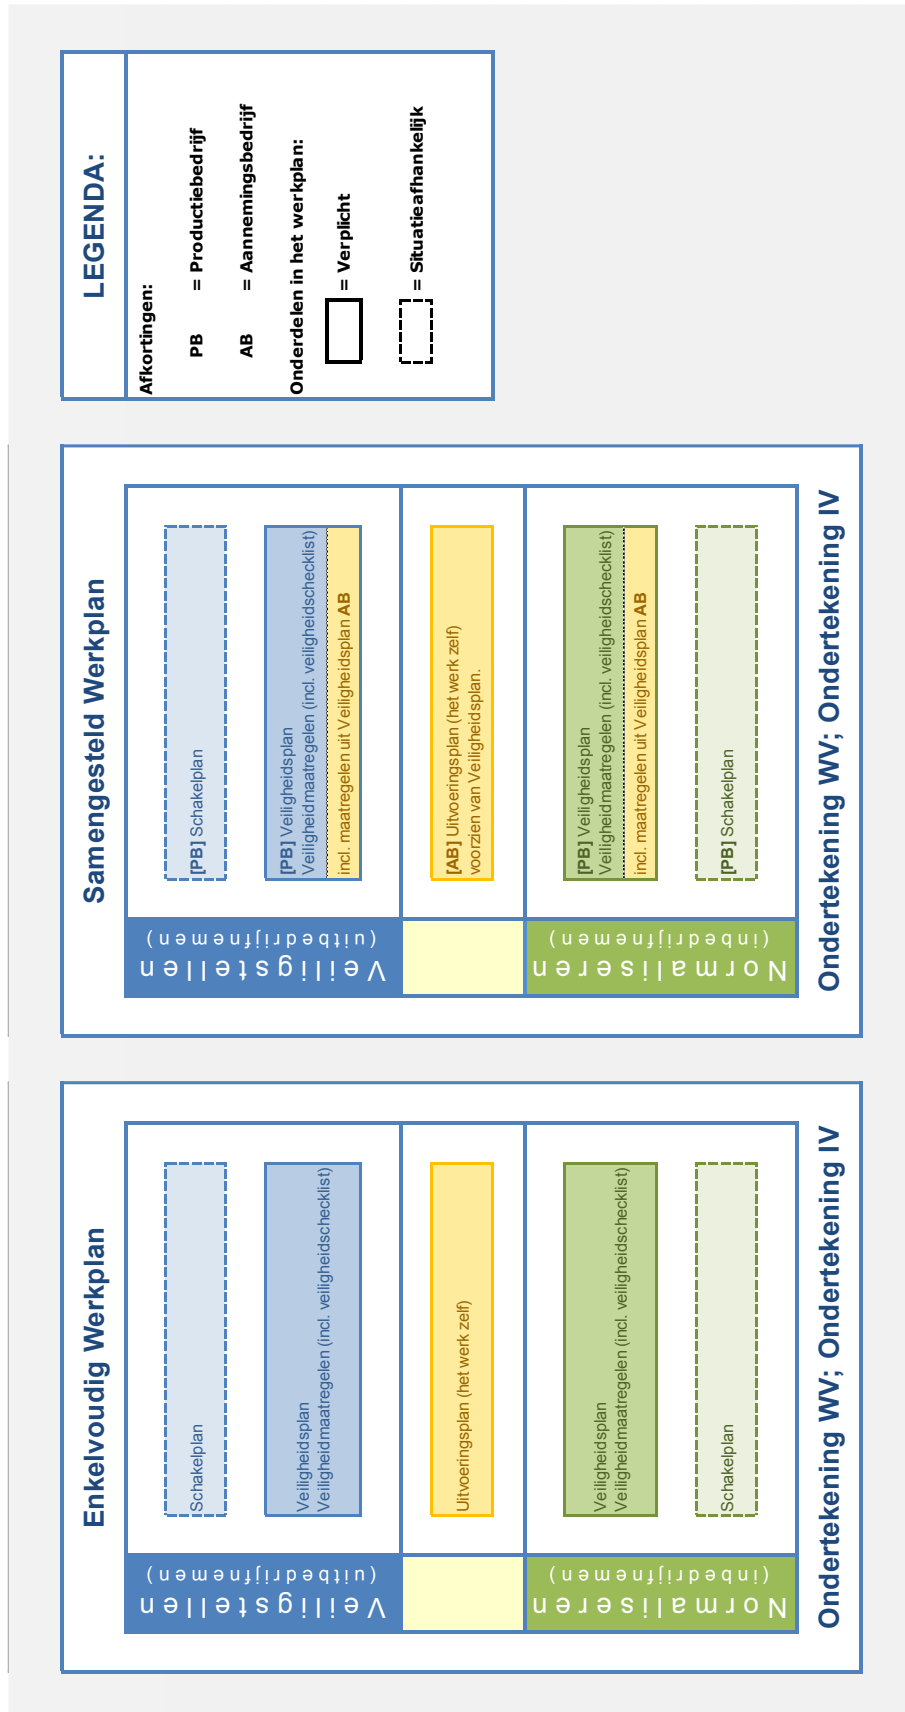 Enkelvoudig Werkplan
Veiligstellen
(uitbedrijfnemen)
Schakelplan
Veiligheidsplan
Veiligheidmaatregelen (incl. veiligheidschecklist)
Uitvoeringsplan (het werk zelf)
Normaliseren
(inbedrijfnemen)
Veiligheidsplan
Veiligheidmaatregelen (incl. veiligheidschecklist)
Schakelplan
Ondertekening WV; Ondertekening IV
Samengesteld Werkplan
Veiligstellen
(uitbedrijfnemen)
[PB] Schakelplan
[PB] Veiligheidsplan
Veiligheidmaatregelen (incl. veiligheidschecklist)
incl. maatregelen uit Veiligheidsplan AB
[AB] Uitvoeringsplan (het werk zelf)
voorzien van Veiligheidsplan.
Normaliseren
(inbedrijfnemen)
[PB] Veiligheidsplan
Veiligheidmaatregelen (incl. veiligheidschecklist)
incl. maatregelen uit Veiligheidsplan AB
[PB] Schakelplan
Ondertekening WV; Ondertekening IV
LEGENDA:
Afkortingen:
PB = Productiebedrijf
AB = Aannemingsbedrijf
Onderdelen in het werkplan:
= Verplicht
= Situatieafhankelijk